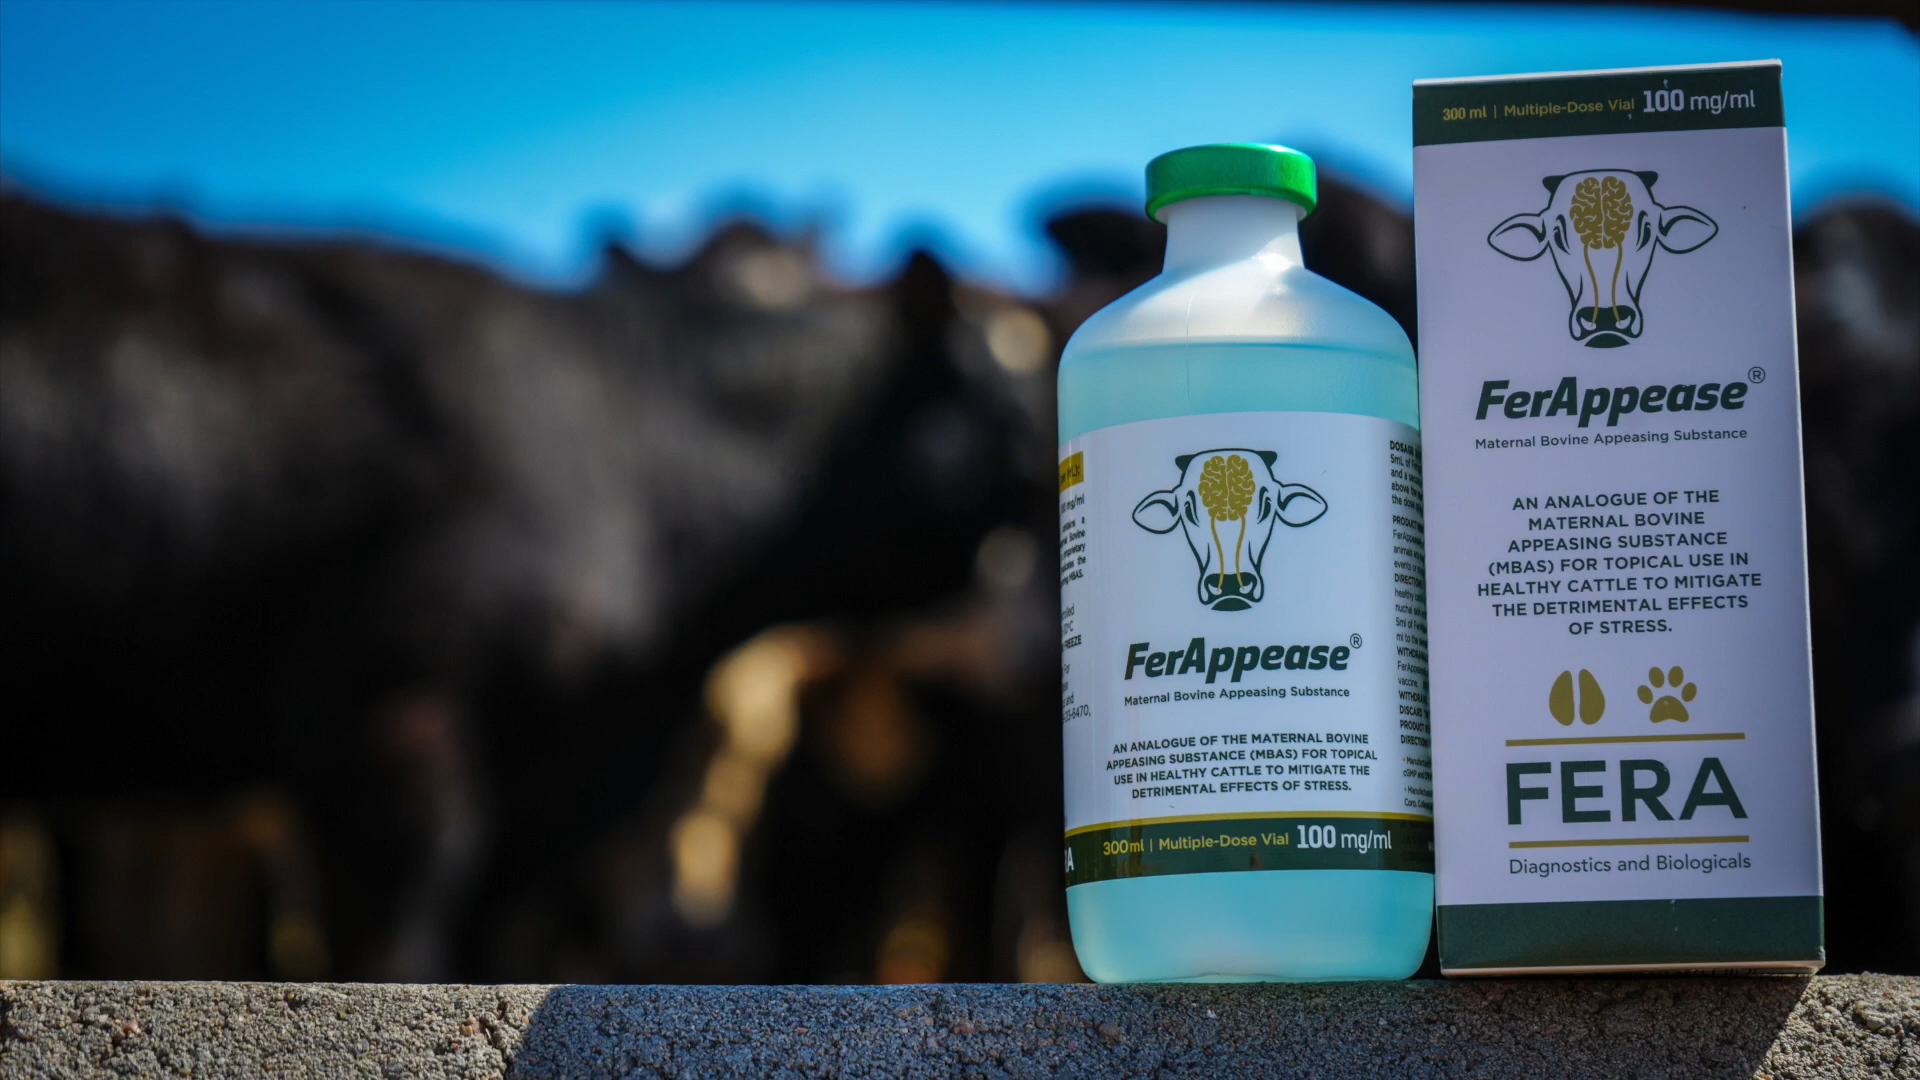 300 ml | Multiple-Dose Vial 100 mg/ml
FerAppease®
Maternal Bovine Appeasing Substance
AN ANALOGUE OF THE
MATERNAL BOVINE
APPEASING SUBSTANCE
(MBAS) FOR TOPICAL USE IN
HEALTHY CATTLE TO MITIGATE
THE DETRIMENTAL EFFECTS
OF STRESS.
FERA
Diagnostics and Biologicals
FerAppease®
Maternal Bovine Appeasing Substance
AN ANALOGUE OF THE MATERNAL BOVINE
APPEASING SUBSTANCE (MBAS) FOR TOPICAL
USE IN HEALTHY CATTLE TO MITIGATE THE
DETRIMENTAL EFFECTS OF STRESS.
300ml | Multiple-Dose Vial 100 mg/ml